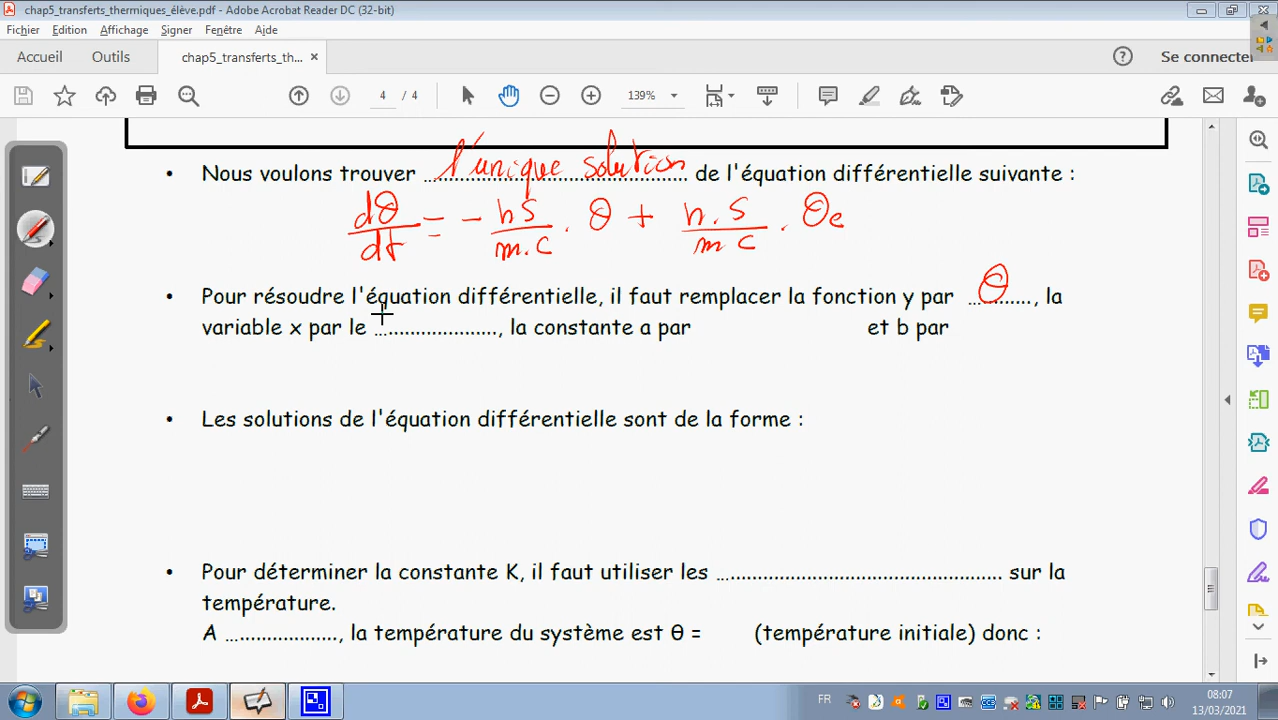 chap5_transferts_thermiques_élève.pdf - Adobe Acrobat Reader DC (32-bit)
Fichier Edition Affichage Signer Fenêtre Aide
Accueil Outils chap5_transferts_th... × Se connecter
4 / 4 139%
• Nous voulons trouver ...l'unique solution... de l'équation différentielle suivante :
dθ/dt = - hS/m.c . θ + h.S/m c . θe
• Pour résoudre l'équation différentielle, il faut remplacer la fonction y par ...θ......, la
variable x par le ......................, la constante a par et b par
• Les solutions de l'équation différentielle sont de la forme :
• Pour déterminer la constante K, il faut utiliser les ................................................... sur la
température.
A ...................., la température du système est θ = (température initiale) donc :
FR 08:07
13/03/2021